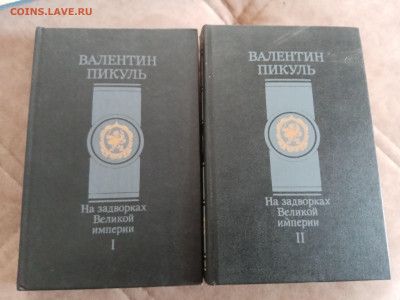 COINS.LAVE.RU
ВАЛЕНТИН
ПИКУЛЬ
На задворках
Великой
империи
I
ВАЛЕНТИН
ПИКУЛЬ
На задворках
Великой
империи
II